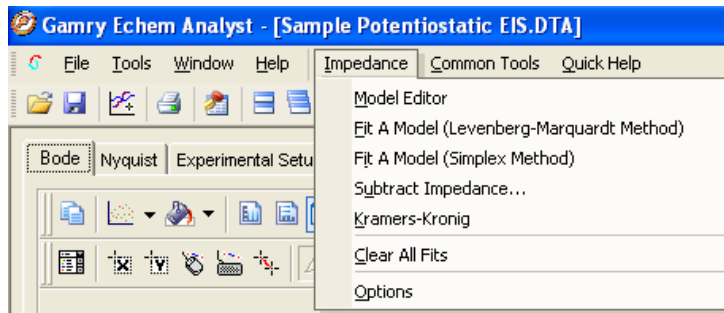 Gamry Echem Analyst - [Sample Potentiostatic EIS.DTA]
File Tools Window Help Impedance Common Tools Quick Help
Model Editor
Fit A Model (Levenberg-Marquardt Method)
Fit A Model (Simplex Method)
Bode Nyquist Experimental Setu
Subtract Impedance...
Kramers-Kronig
Clear All Fits
Options